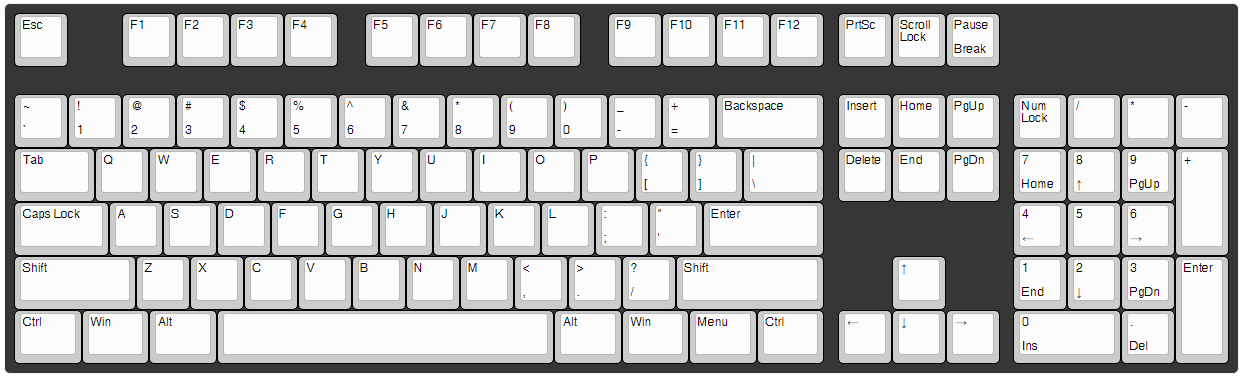 Esc F1 F2 F3 F4 F5 F6 F7 F8 F9 F10 F11 F12 PrtSc Scroll Pause
Lock Break
~ ! @ # $ % ^ & * ( ) _ + Backspace Insert Home PgUp Num / * -
` 1 2 3 4 5 6 7 8 9 0 - = Lock
Tab Q W E R T Y U I O P { } | Delete End PgDn 7 8 9 +
[ ] \ Home ↑ PgUp
Caps Lock A S D F G H J K L : " Enter 4 5 6
; ' ← →
Shift Z X C V B N M < > ? Shift ↑ 1 2 3 Enter
, . / End ↓ PgDn
Ctrl Win Alt Alt Win Menu Ctrl ← ↓ → 0 .
Ins Del